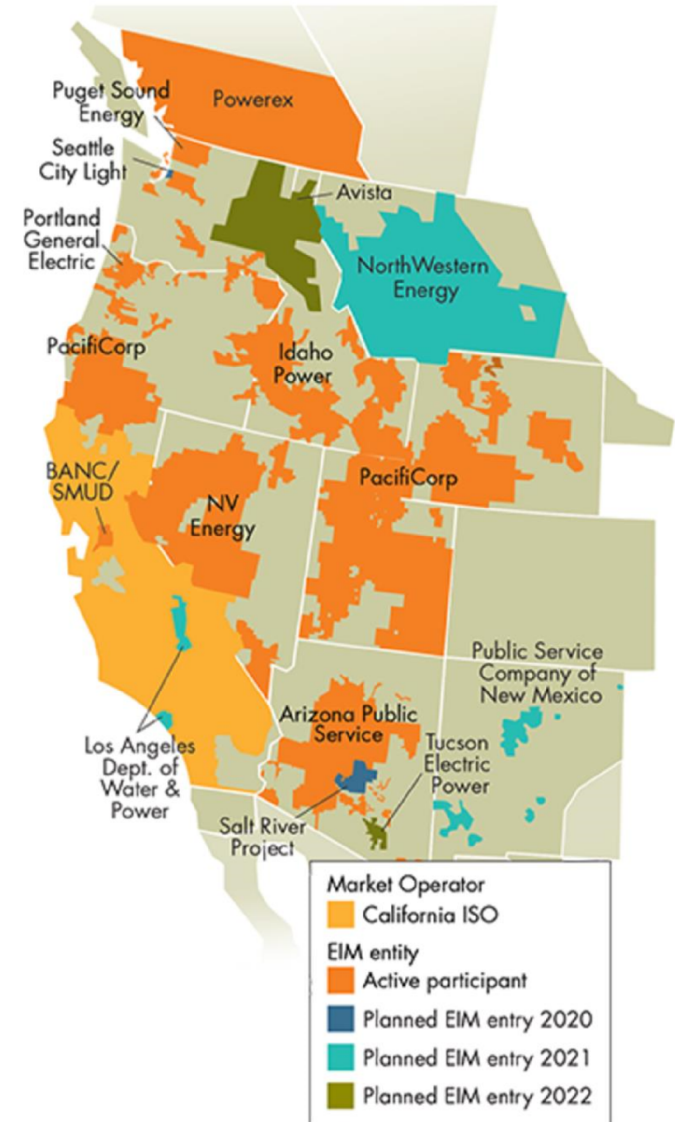 Powerex
Puget Sound
Energy
Seattle
City Light
Avista
Portland
General
Electric
NorthWestern
Energy
PacifiCorp
Idaho
Power
BANC/
SMUD
PacifiCorp
NV
Energy
Public Service
Company of
New Mexico
Arizona Public
Service
Tucson
Electric
Power
Los Angeles
Dept. of
Water &
Power
Salt River
Project
Market Operator
California ISO
EIM entity
Active participant
Planned EIM entry 2020
Planned EIM entry 2021
Planned EIM entry 2022